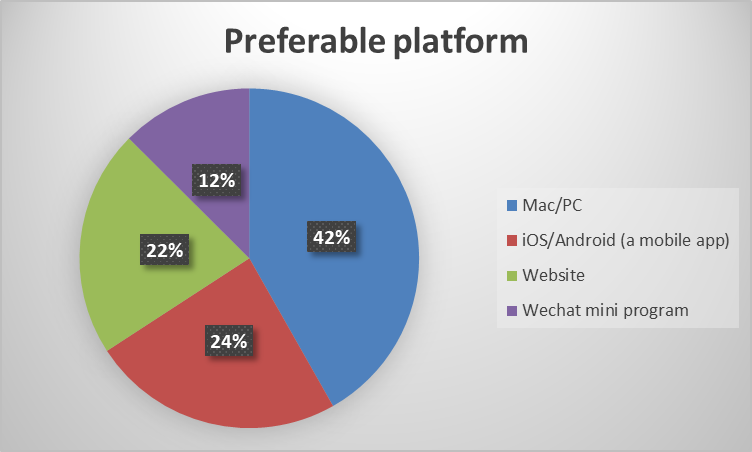 Preferable platform
12%
42%
22%
24%
Mac/PC
iOS/Android (a mobile app)
Website
Wechat mini program